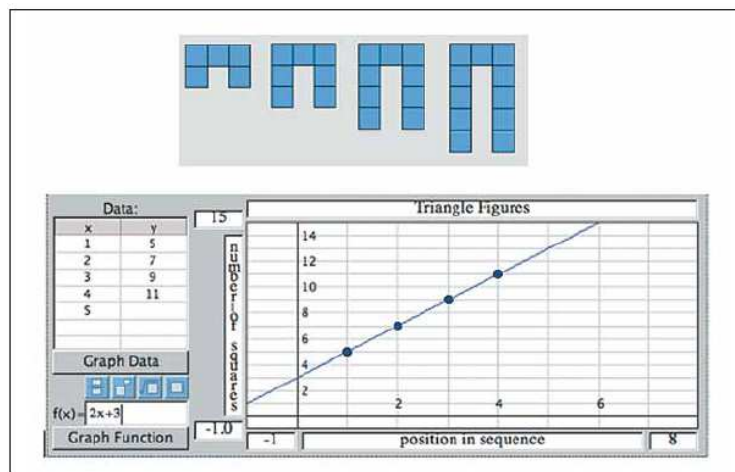 Data:
x y
1 5
2 7
3 9
4 11
5
Graph Data
f(x)= 2x+3
Graph Function
15
-1.0
number of squares
Triangle Figures
14
12
10
8
6
4
2
2 4 6
-1
position in sequence
8